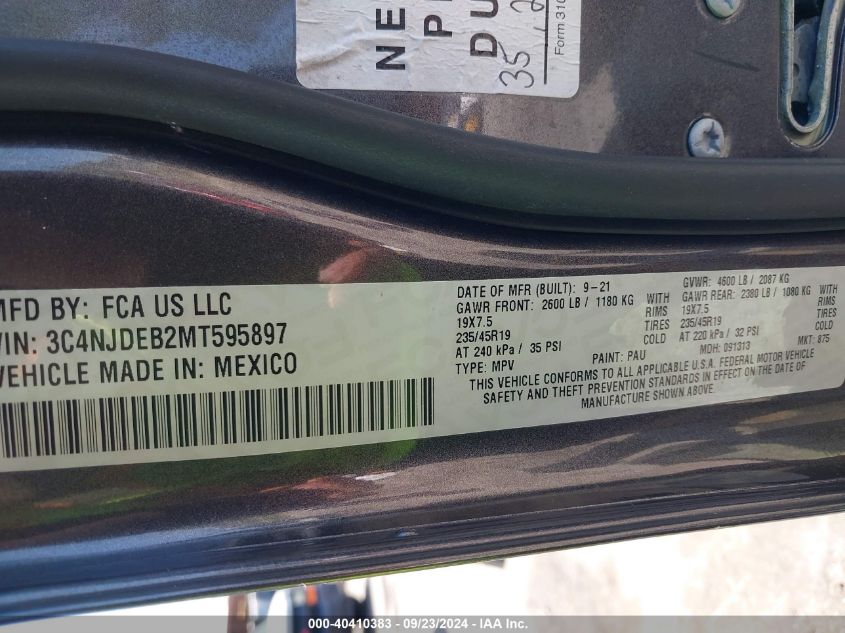 NE
P
DU
35
Form 310
MFD BY: FCA US LLC
VIN: 3C4NJDEB2MT595897
VEHICLE MADE IN: MEXICO
DATE OF MFR (BUILT): 9-21
GAWR FRONT: 2600 LB / 1180 KG WITH
19X7.5 RIMS
235/45R19 TIRES
AT 240 kPa / 35 PSI COLD
TYPE: MPV
GVWR: 4600 LB / 2087 KG
GAWR REAR: 2380 LB / 1080 KG WITH
19X7.5 RIMS
235/45R19 TIRES
AT 220 kPa / 32 PSI COLD
PAINT: PAU MDH: 091313 MKT: 875
THIS VEHICLE CONFORMS TO ALL APPLICABLE U.S.A. FEDERAL MOTOR VEHICLE
SAFETY AND THEFT PREVENTION STANDARDS IN EFFECT ON THE DATE OF
MANUFACTURE SHOWN ABOVE.
000-40410383 - 09/23/2024 - IAA Inc.